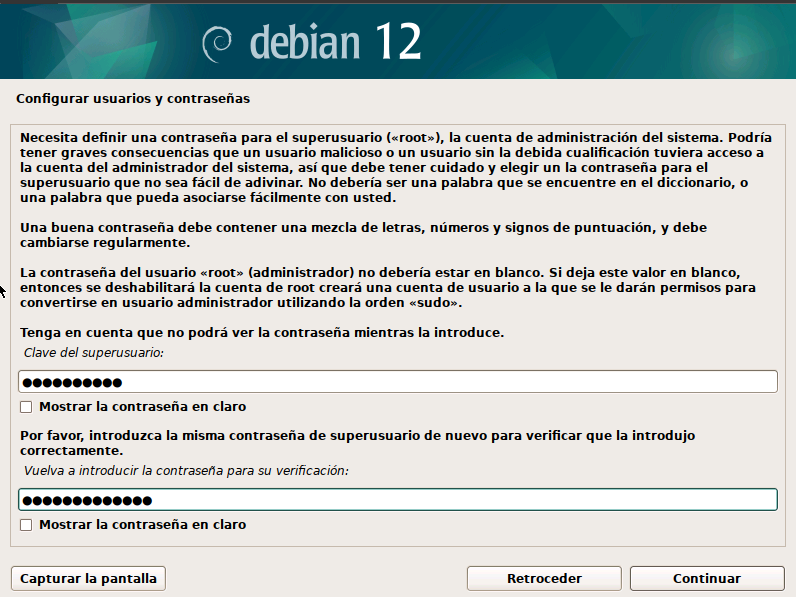 debian 12
Configurar usuarios y contraseñas
Necesita definir una contraseña para el superusuario («root»), la cuenta de administración del sistema. Podría
tener graves consecuencias que un usuario malicioso o un usuario sin la debida cualificación tuviera acceso a
la cuenta del administrador del sistema, así que debe tener cuidado y elegir un la contraseña para el
superusuario que no sea fácil de adivinar. No debería ser una palabra que se encuentre en el diccionario, o
una palabra que pueda asociarse fácilmente con usted.
Una buena contraseña debe contener una mezcla de letras, números y signos de puntuación, y debe
cambiarse regularmente.
La contraseña del usuario «root» (administrador) no debería estar en blanco. Si deja este valor en blanco,
entonces se deshabilitará la cuenta de root creará una cuenta de usuario a la que se le darán permisos para
convertirse en usuario administrador utilizando la orden «sudo».
Tenga en cuenta que no podrá ver la contraseña mientras la introduce.
Clave del superusuario:
●●●●●●●●●●
Mostrar la contraseña en claro
Por favor, introduzca la misma contraseña de superusuario de nuevo para verificar que la introdujo
correctamente.
Vuelva a introducir la contraseña para su verificación:
●●●●●●●●●●●●●
Mostrar la contraseña en claro
Capturar la pantalla
Retroceder
Continuar